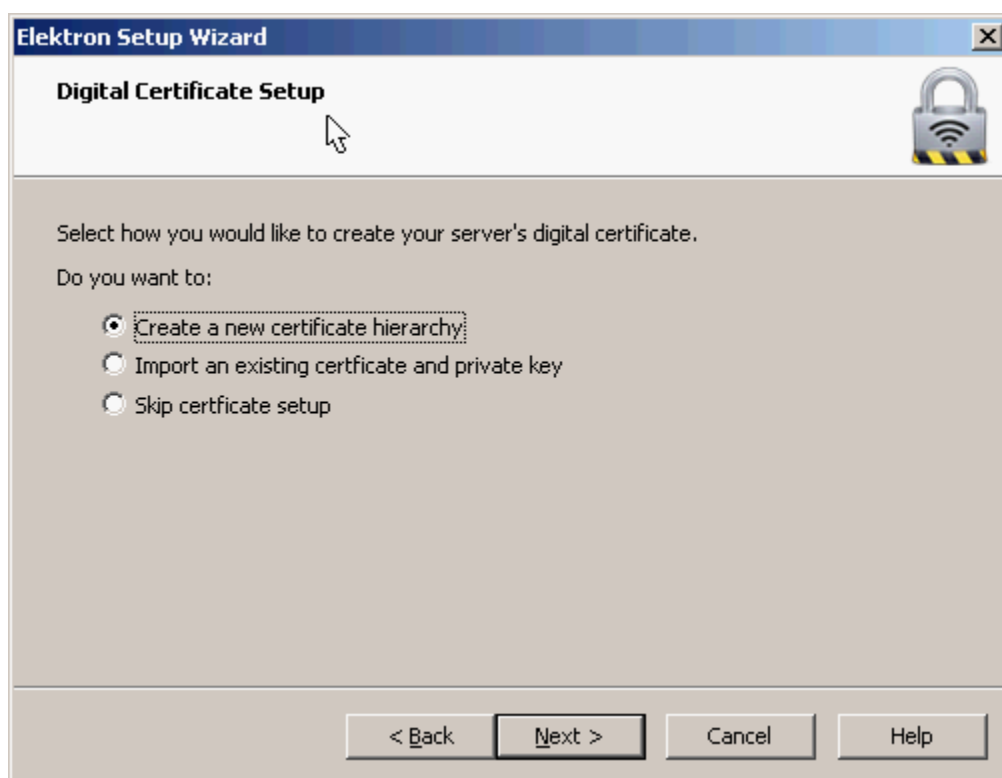 Elektron Setup Wizard
Digital Certificate Setup
Select how you would like to create your server's digital certificate.
Do you want to:
Create a new certificate hierarchy
Import an existing certficate and private key
Skip certficate setup
< Back Next > Cancel Help